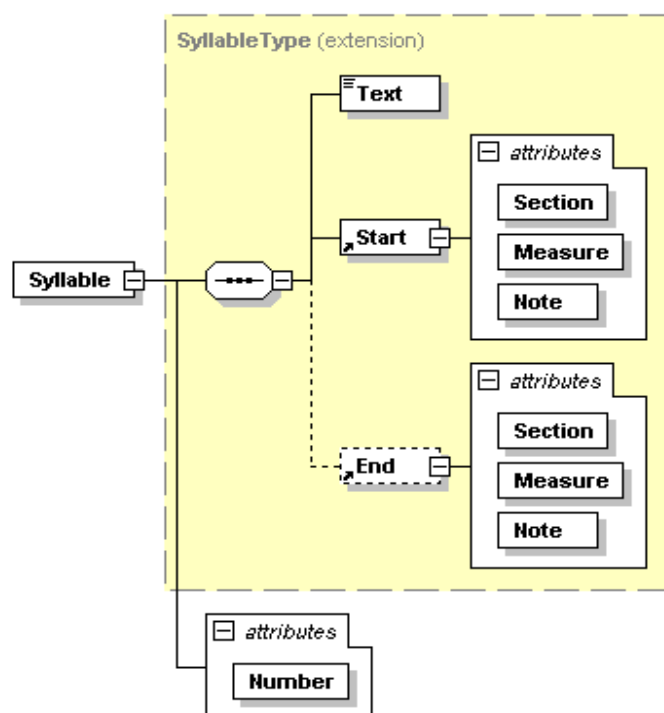 SyllableType (extension)
Text
attributes
Section
Start
Measure
Syllable
Note
attributes
Section
End
Measure
Note
attributes
Number